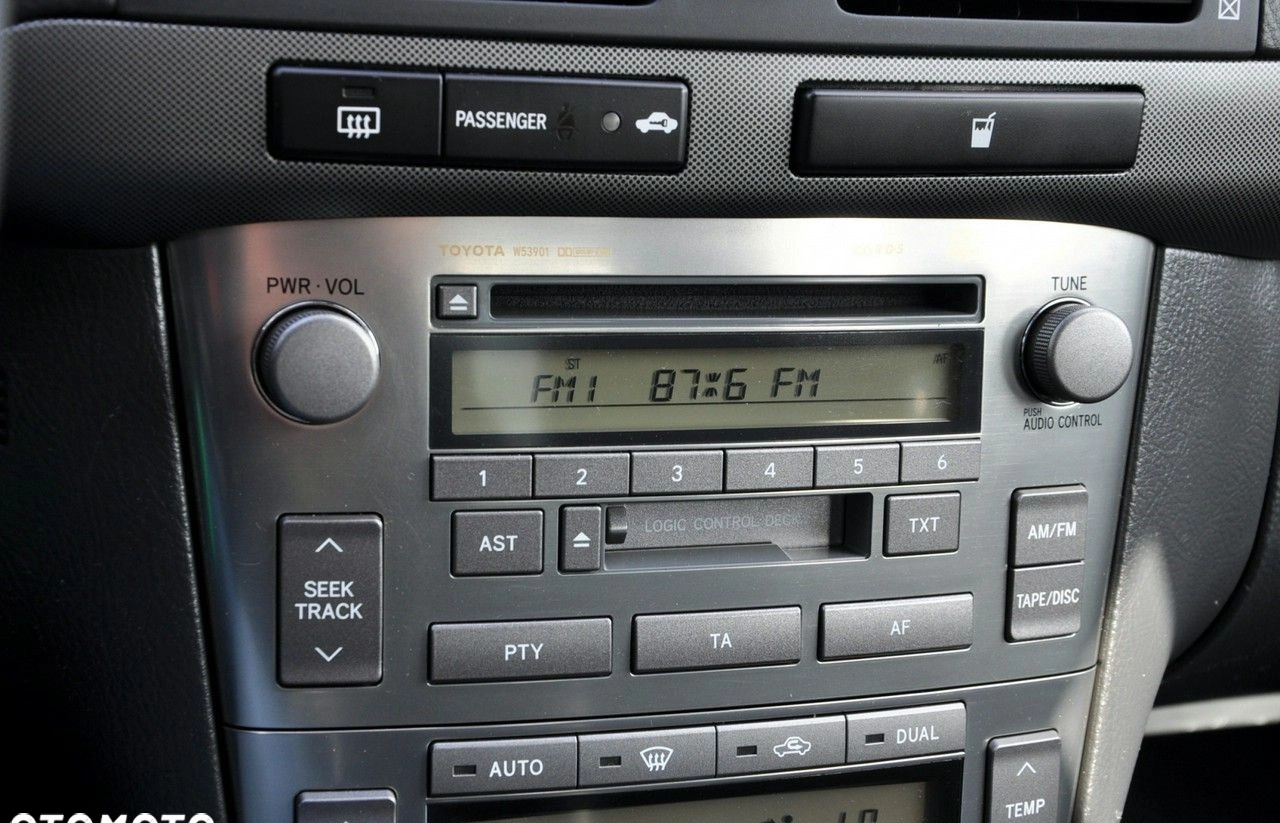 PASSENGER
TOYOTA W53901
PWR · VOL
TUNE
ST
AF
FM1 87.6 FM
PUSH
AUDIO CONTROL
1 2 3 4 5 6
AST
LOGIC CONTROL DECK
TXT
AM/FM
SEEK
TRACK
TAPE/DISC
PTY
TA
AF
AUTO
DUAL
TEMP
OTOMOTO